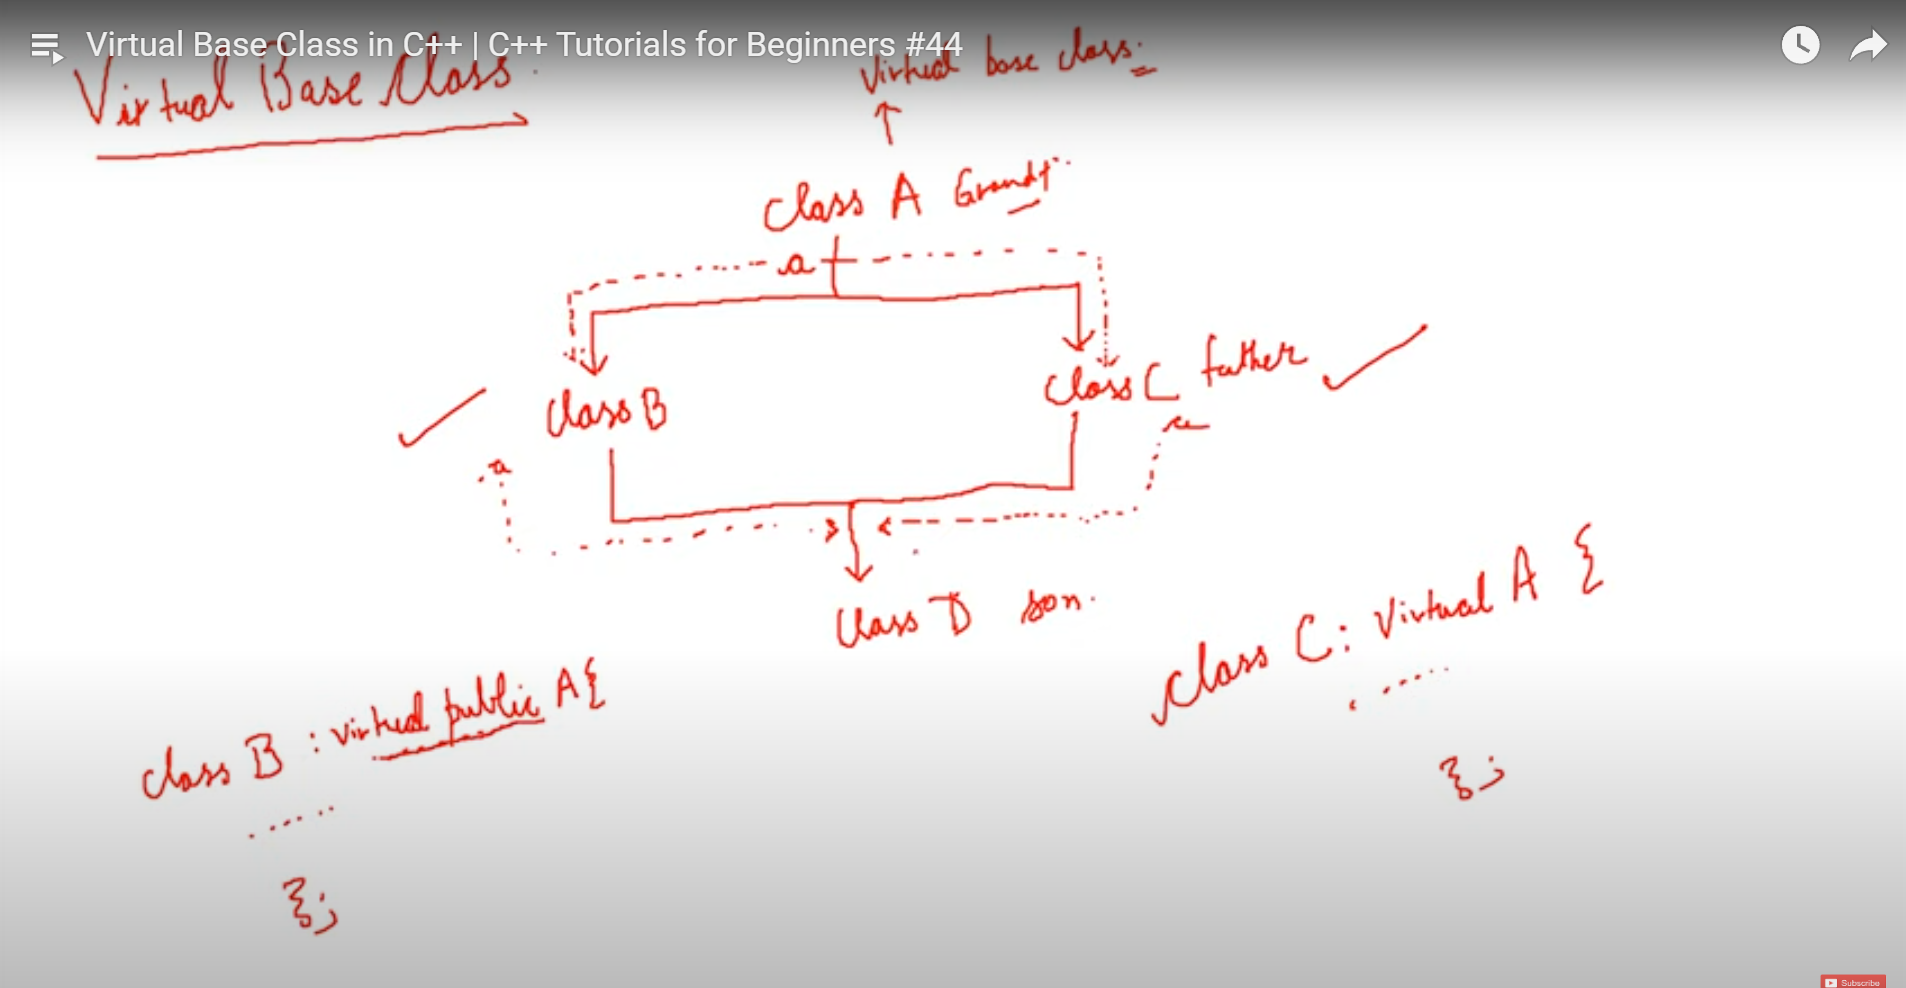 Virtual Base Class in C++ | C++ Tutorials for Beginners #44
Virtual Base Class
Virtual base class
Class A
a
Class B
Class C father
a
Class D son.
Class B : virtual public A{
.....
};
Class C: Virtual A {
.....
};
Subscribe